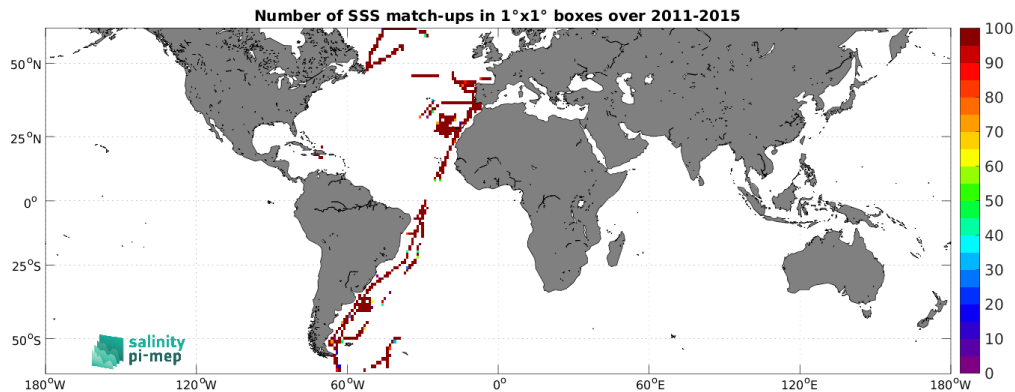 Number of SSS match-ups in 1°x1° boxes over 2011-2015
50°N
25°N
0°
25°S
50°S
180°W
120°W
60°W
0°
60°E
120°E
180°W
100
90
80
70
60
50
40
30
20
10
0
salinity
pi-mep